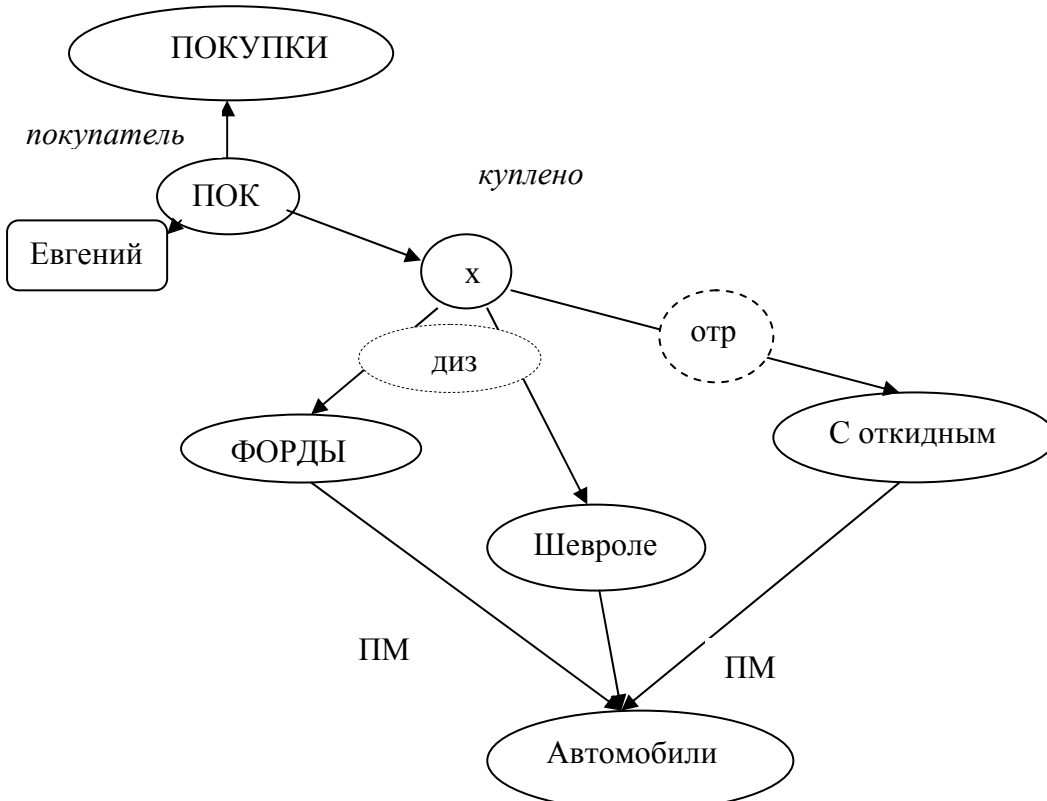 ПОКУПКИ
покупатель
куплено
ПОК
Евгений
х
отр
диз
С откидным
ФОРДЫ
Шевроле
ПМ
ПМ
Автомобили